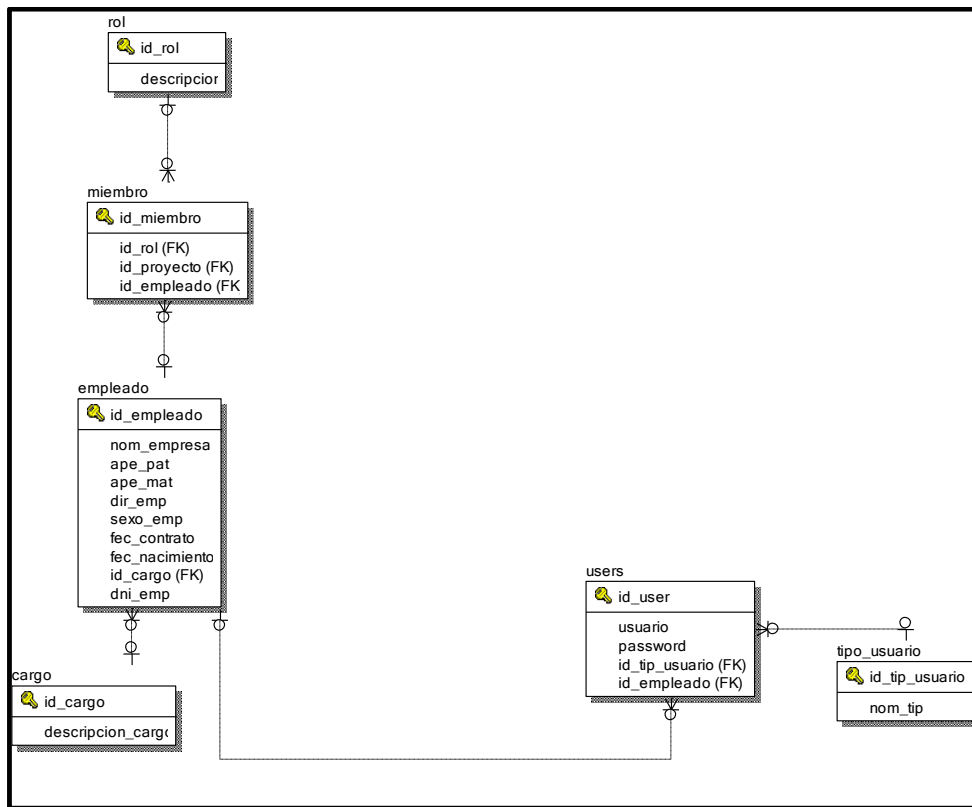 rol
id_rol
descripcior
miembro
id_miembro
id_rol (FK)
id_proyecto (FK)
id_empleado (FK
empleado
id_empleado
nom_empresa
ape_pat
ape_mat
dir_emp
sexo_emp
fec_contrato
fec_nacimiento
id_cargo (FK)
dni_emp
cargo
id_cargo
descripcion_cargo
users
id_user
usuario
password
id_tip_usuario (FK)
id_empleado (FK)
tipo_usuario
id_tip_usuario
nom_tip